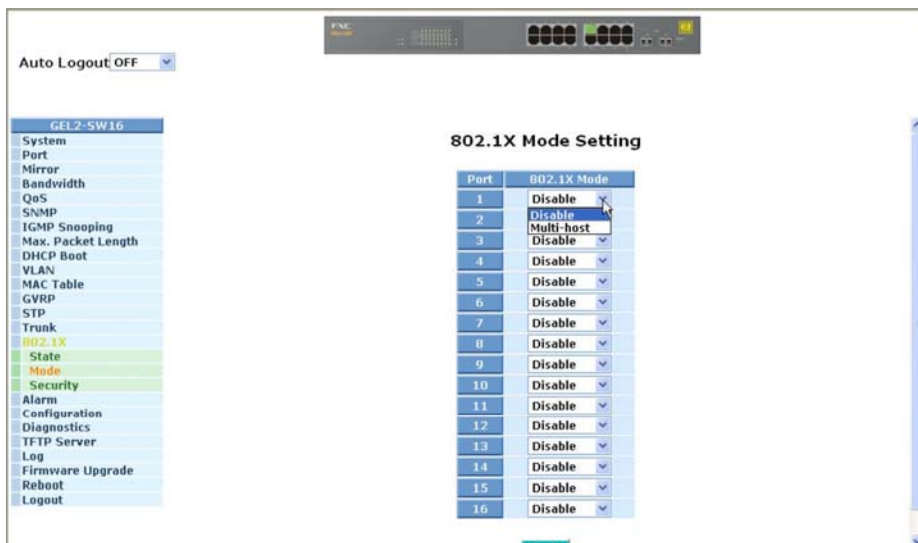 FXC
Auto Logout OFF
GEL2-SW16
System
Port
Mirror
Bandwidth
QoS
SNMP
IGMP Snooping
Max. Packet Length
DHCP Boot
VLAN
MAC Table
GVRP
STP
Trunk
802.1X
State
Mode
Security
Alarm
Configuration
Diagnostics
TFTP Server
Log
Firmware Upgrade
Reboot
Logout
802.1X Mode Setting
Port 802.1X Mode
1 Disable
Disable
2
Multi-host
3 Disable
4 Disable
5 Disable
6 Disable
7 Disable
8 Disable
9 Disable
10 Disable
11 Disable
12 Disable
13 Disable
14 Disable
15 Disable
16 Disable